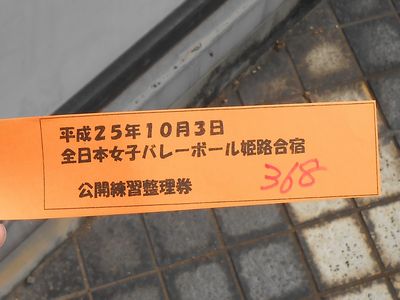 平成25年10月3日
全日本女子バレーボール姫路合宿
公開練習整理券 368